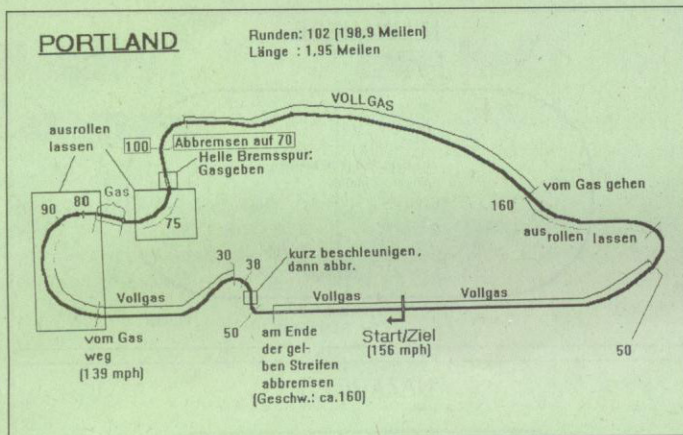 PORTLAND
Runden: 102 (198,9 Meilen)
Länge : 1,95 Meilen
VOLLGAS
ausrollen
lassen
100
Abbremsen auf 70
Helle Bremsspur:
Gasgeben
Gas
90
80
75
vom Gas gehen
160
ausrollen lassen
30
38
kurz beschleunigen,
dann abbr.
Vollgas
Vollgas
Vollgas
50
vom Gas
weg
(139 mph)
am Ende
der gel-
ben Streifen
abbremsen
(Geschw.: ca.160)
Start/Ziel
(156 mph)
50